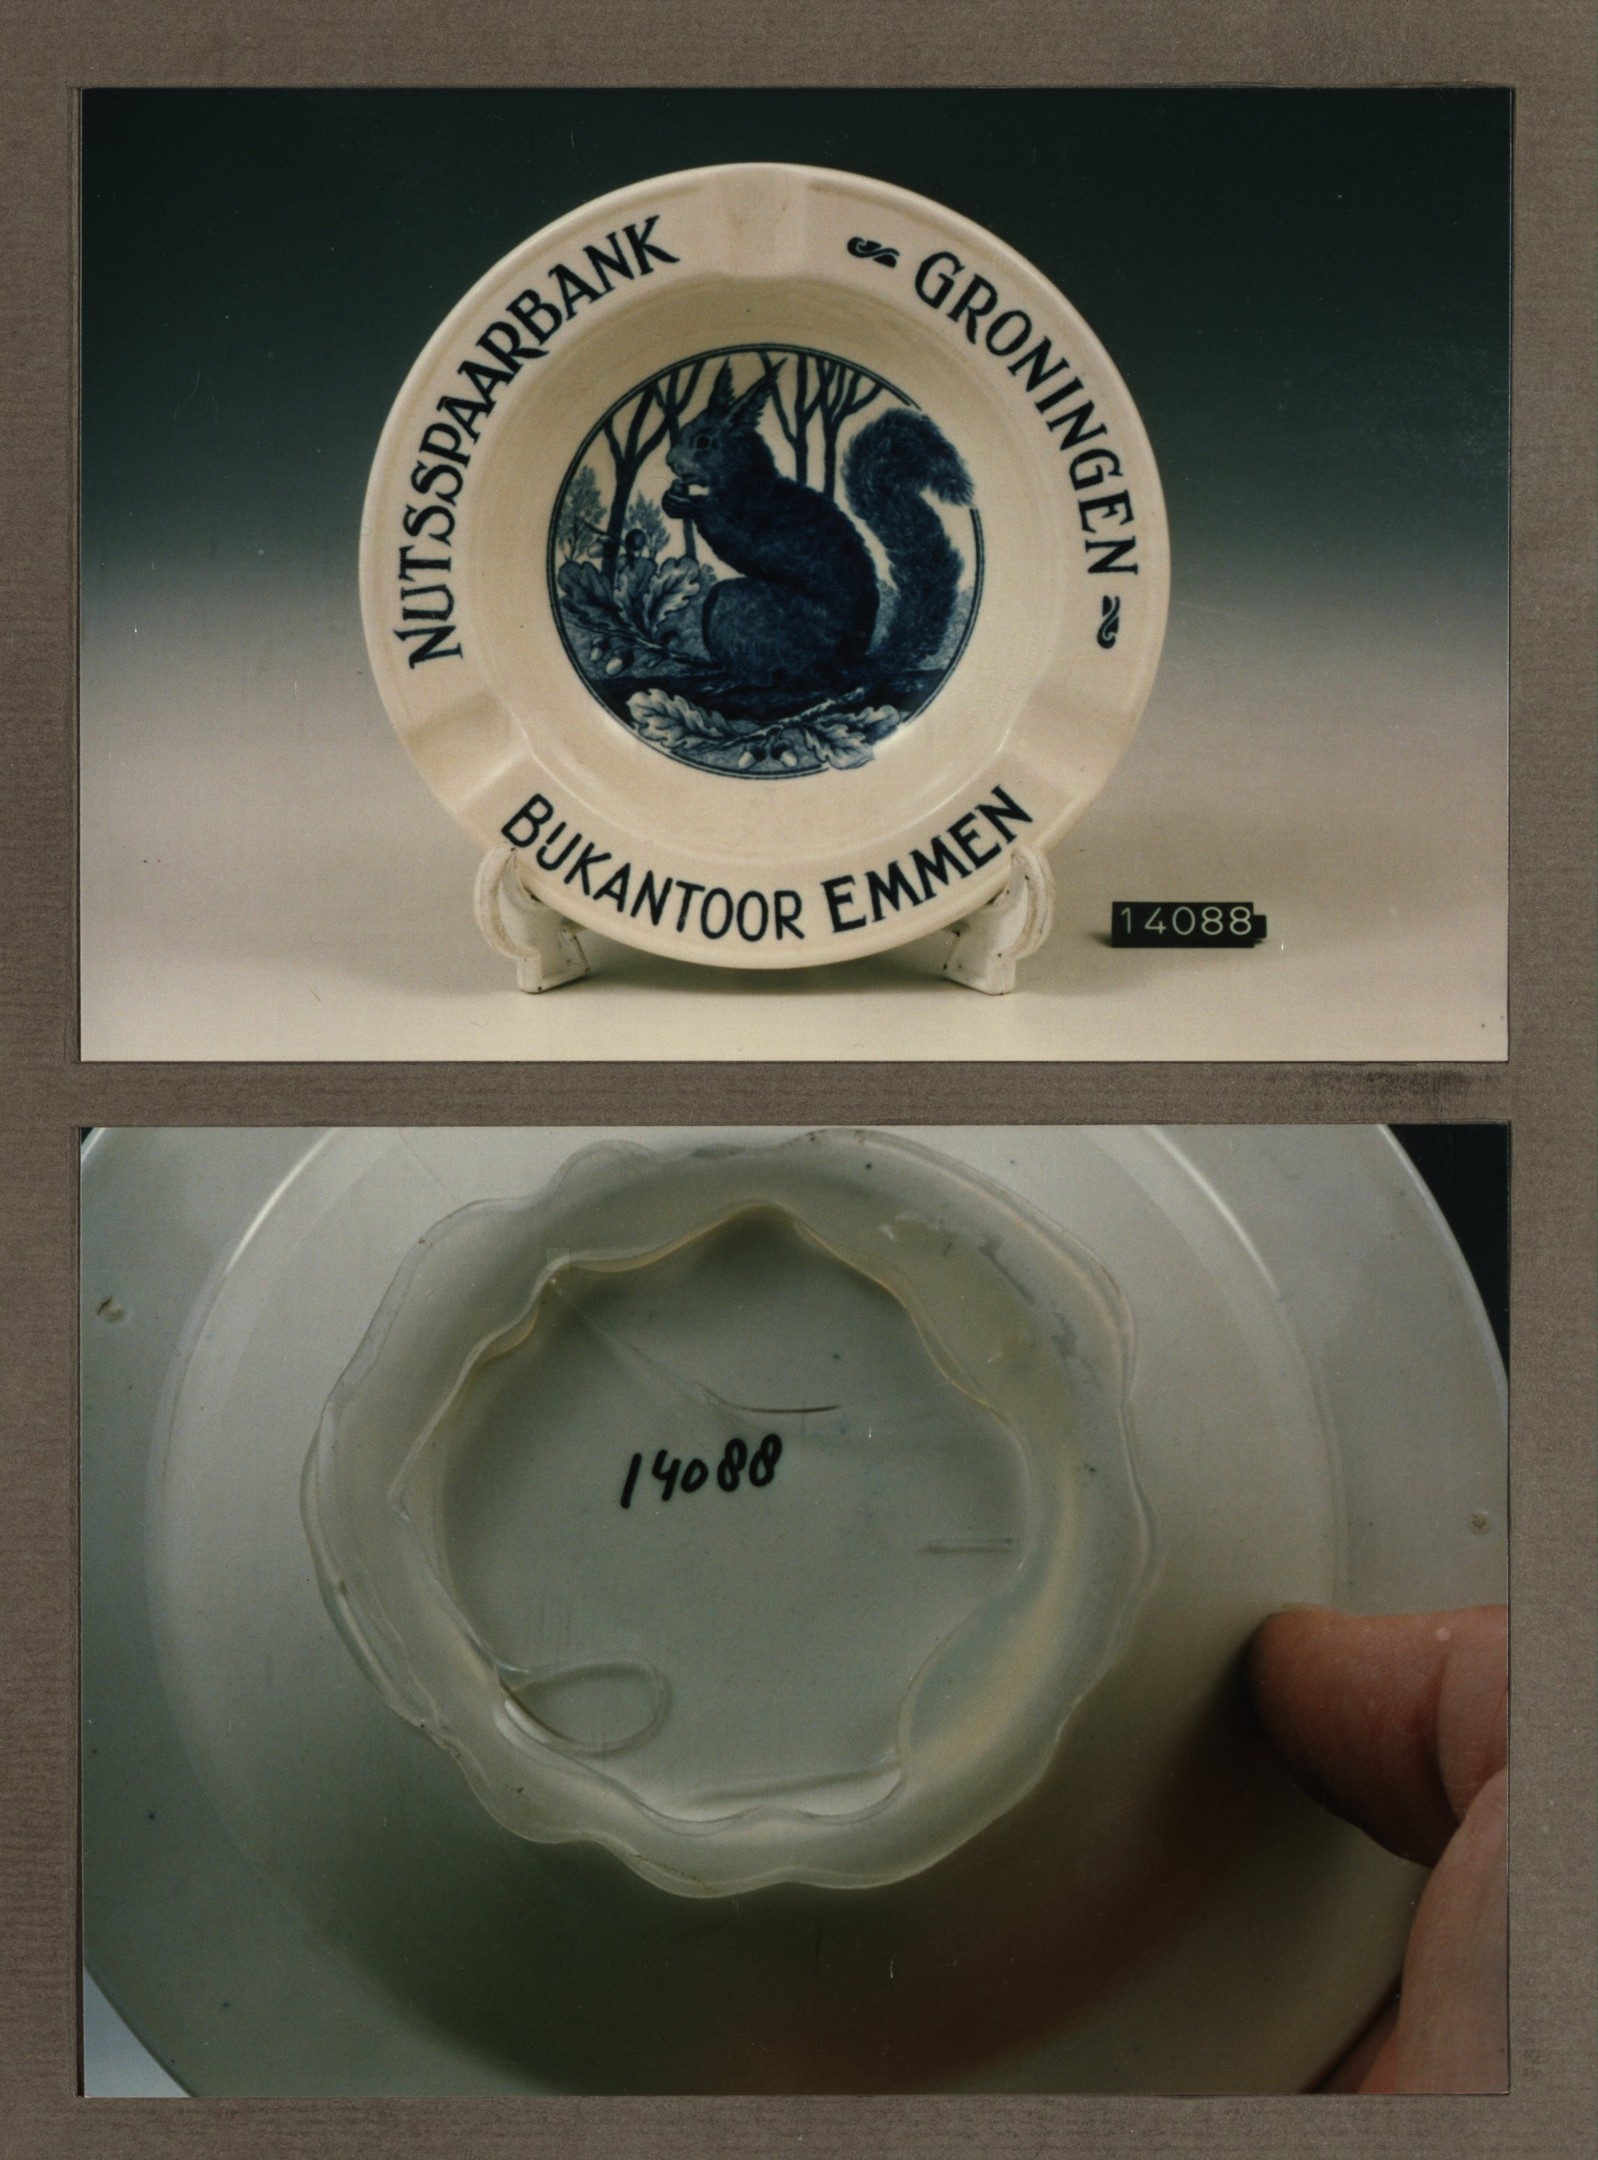 NUTSSPAARBANK
GRONINGEN
BIJKANTOOR EMMEN
14088
14088